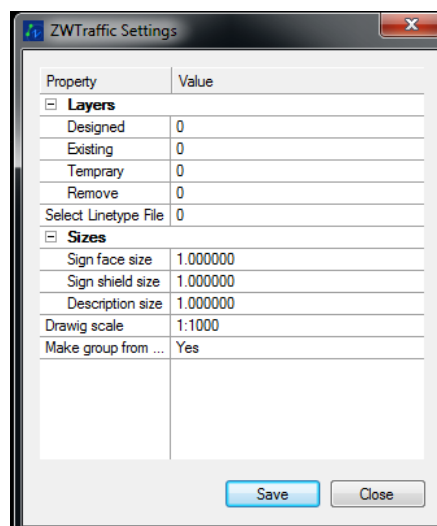 ZWTraffic Settings
Property Value
Layers
Designed 0
Existing 0
Temprary 0
Remove 0
Select Linetype File 0
Sizes
Sign face size 1.000000
Sign shield size 1.000000
Description size 1.000000
Drawig scale 1:1000
Make group from ... Yes
Save Close